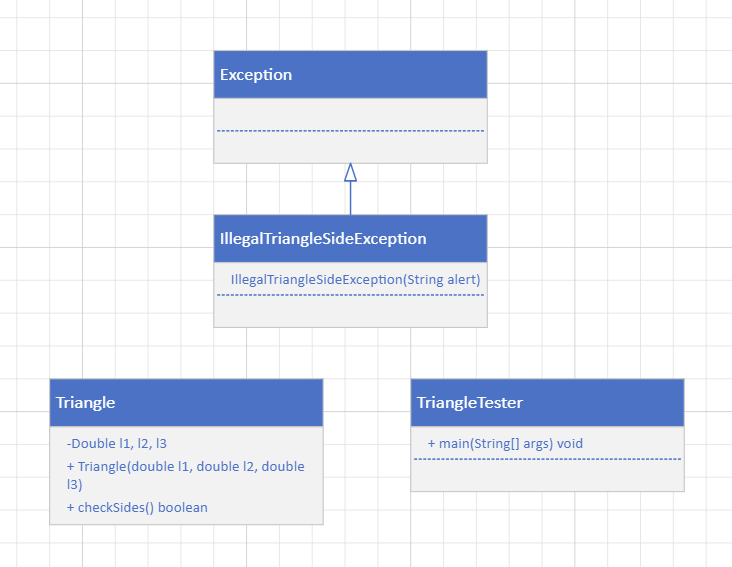 Exception
IllegalTriangleSideException
IllegalTriangleSideException(String alert)
Triangle
-Double l1, l2, l3
+ Triangle(double l1, double l2, double
l3)
+ checkSides() boolean
TriangleTester
+ main(String[] args) void